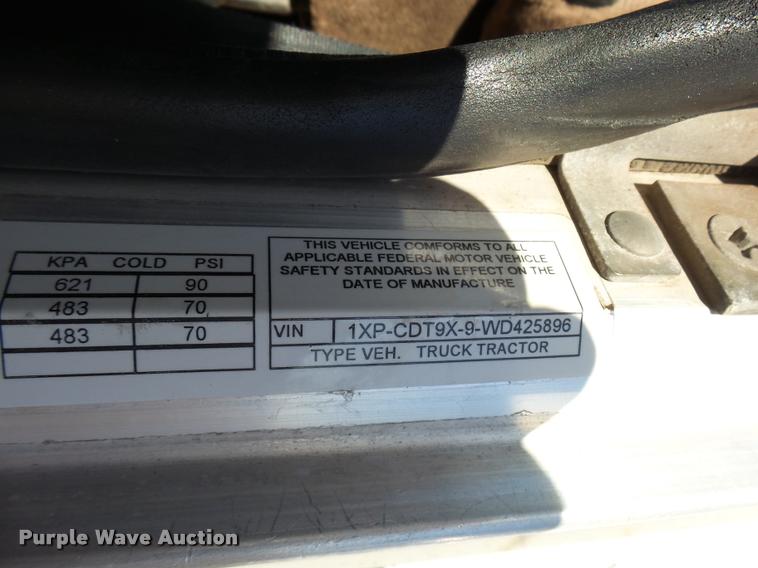 KPA COLD PSI
621 90
483 70
483 70
THIS VEHICLE COMFORMS TO ALL
APPLICABLE FEDERAL MOTOR VEHICLE
SAFETY STANDARDS IN EFFECT ON THE
DATE OF MANUFACTURE
VIN 1XP-CDT9X-9-WD425896
TYPE VEH. TRUCK TRACTOR
Purple Wave Auction